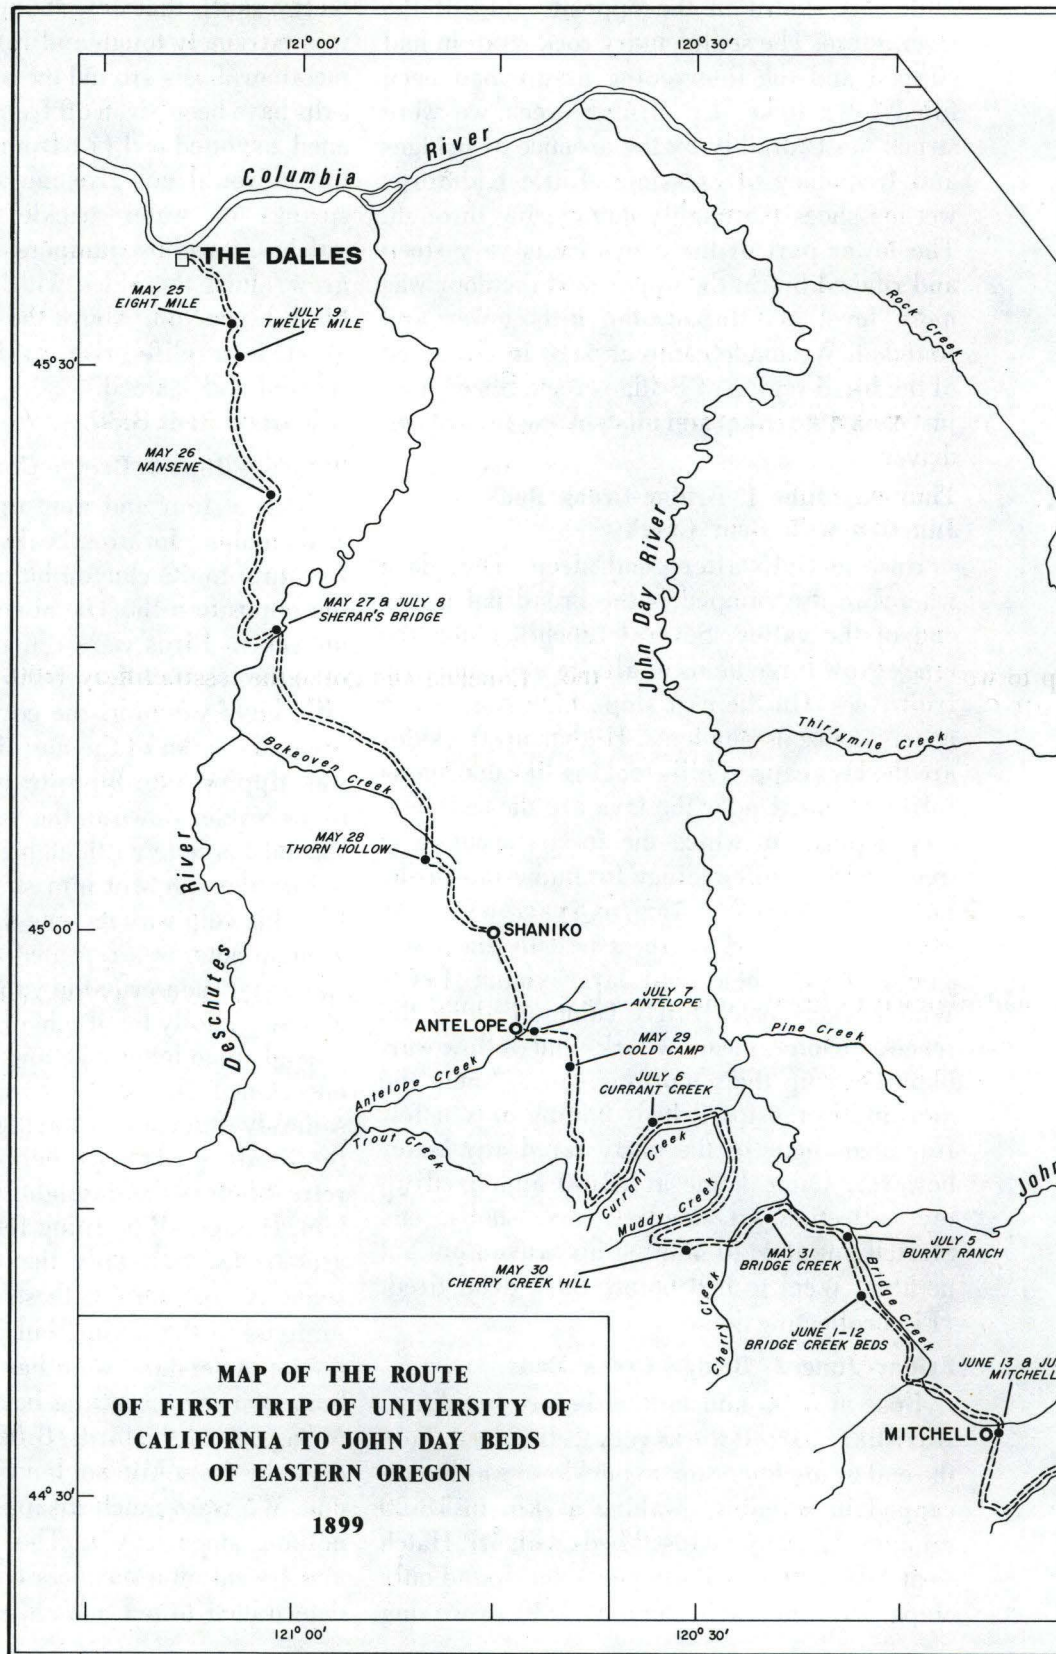 121° 00'
120° 30'
Columbia River
THE DALLES
MAY 25
EIGHT MILE
JULY 9
TWELVE MILE
Rock Creek
45° 30'
MAY 26
NANSENE
John Day River
MAY 27 & JULY 8
SHERAR'S BRIDGE
Thirtymile Creek
Bakeoven Creek
MAY 28
THORN HOLLOW
Deschutes River
45° 00'
SHANIKO
JULY 7
ANTELOPE
ANTELOPE
MAY 29
COLD CAMP
Pine Creek
JULY 6
CURRANT CREEK
Antelope Creek
Trout Creek
Currant Creek
Muddy Creek
John
MAY 30
CHERRY CREEK HILL
MAY 31
BRIDGE CREEK
JULY 5
BURNT RANCH
Cherry Creek
Bridge Creek
JUNE 1-12
BRIDGE CREEK BEDS
JUNE 13 & JU
MITCHELL
MITCHELL
MAP OF THE ROUTE
OF FIRST TRIP OF UNIVERSITY OF
CALIFORNIA TO JOHN DAY BEDS
OF EASTERN OREGON
1899
44° 30'
121° 00'
120° 30'